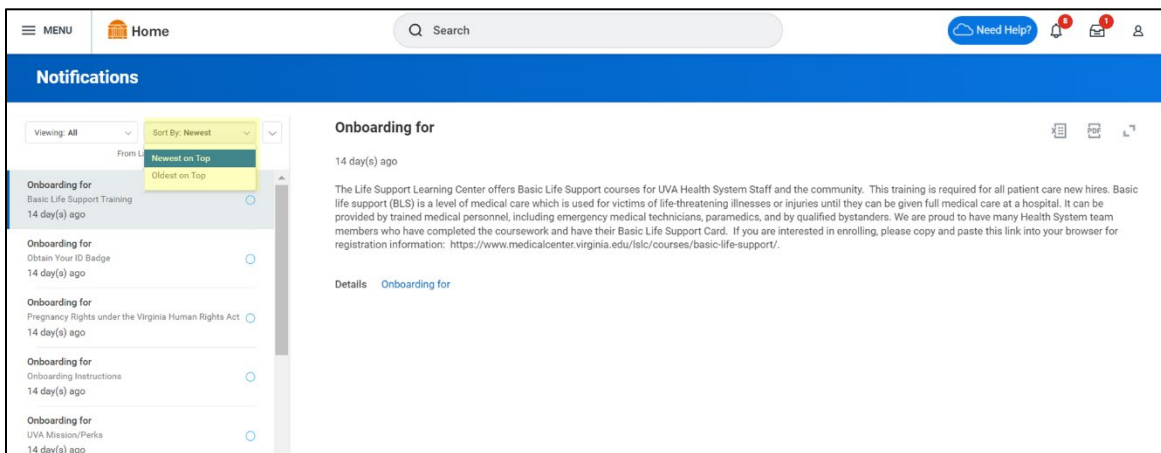 MENU
Home
Search
Need Help?
8
1
Notifications
Viewing: All
Sort By: Newest
From L
Newest on Top
Oldest on Top
Onboarding for
Basic Life Support Training
14 day(s) ago
Onboarding for
Obtain Your ID Badge
14 day(s) ago
Onboarding for
Pregnancy Rights under the Virginia Human Rights Act
14 day(s) ago
Onboarding for
Onboarding Instructions
14 day(s) ago
Onboarding for
UVA Mission/Perks
14 day(s) ago
Onboarding for
PDF
14 day(s) ago
The Life Support Learning Center offers Basic Life Support courses for UVA Health System Staff and the community. This training is required for all patient care new hires. Basic
life support (BLS) is a level of medical care which is used for victims of life-threatening illnesses or injuries until they can be given full medical care at a hospital. It can be
provided by trained medical personnel, including emergency medical technicians, paramedics, and by qualified bystanders. We are proud to have many Health System team
members who have completed the coursework and have their Basic Life Support Card. If you are interested in enrolling, please copy and paste this link into your browser for
registration information: https://www.medicalcenter.virginia.edu/lslc/courses/basic-life-support/.
Details Onboarding for